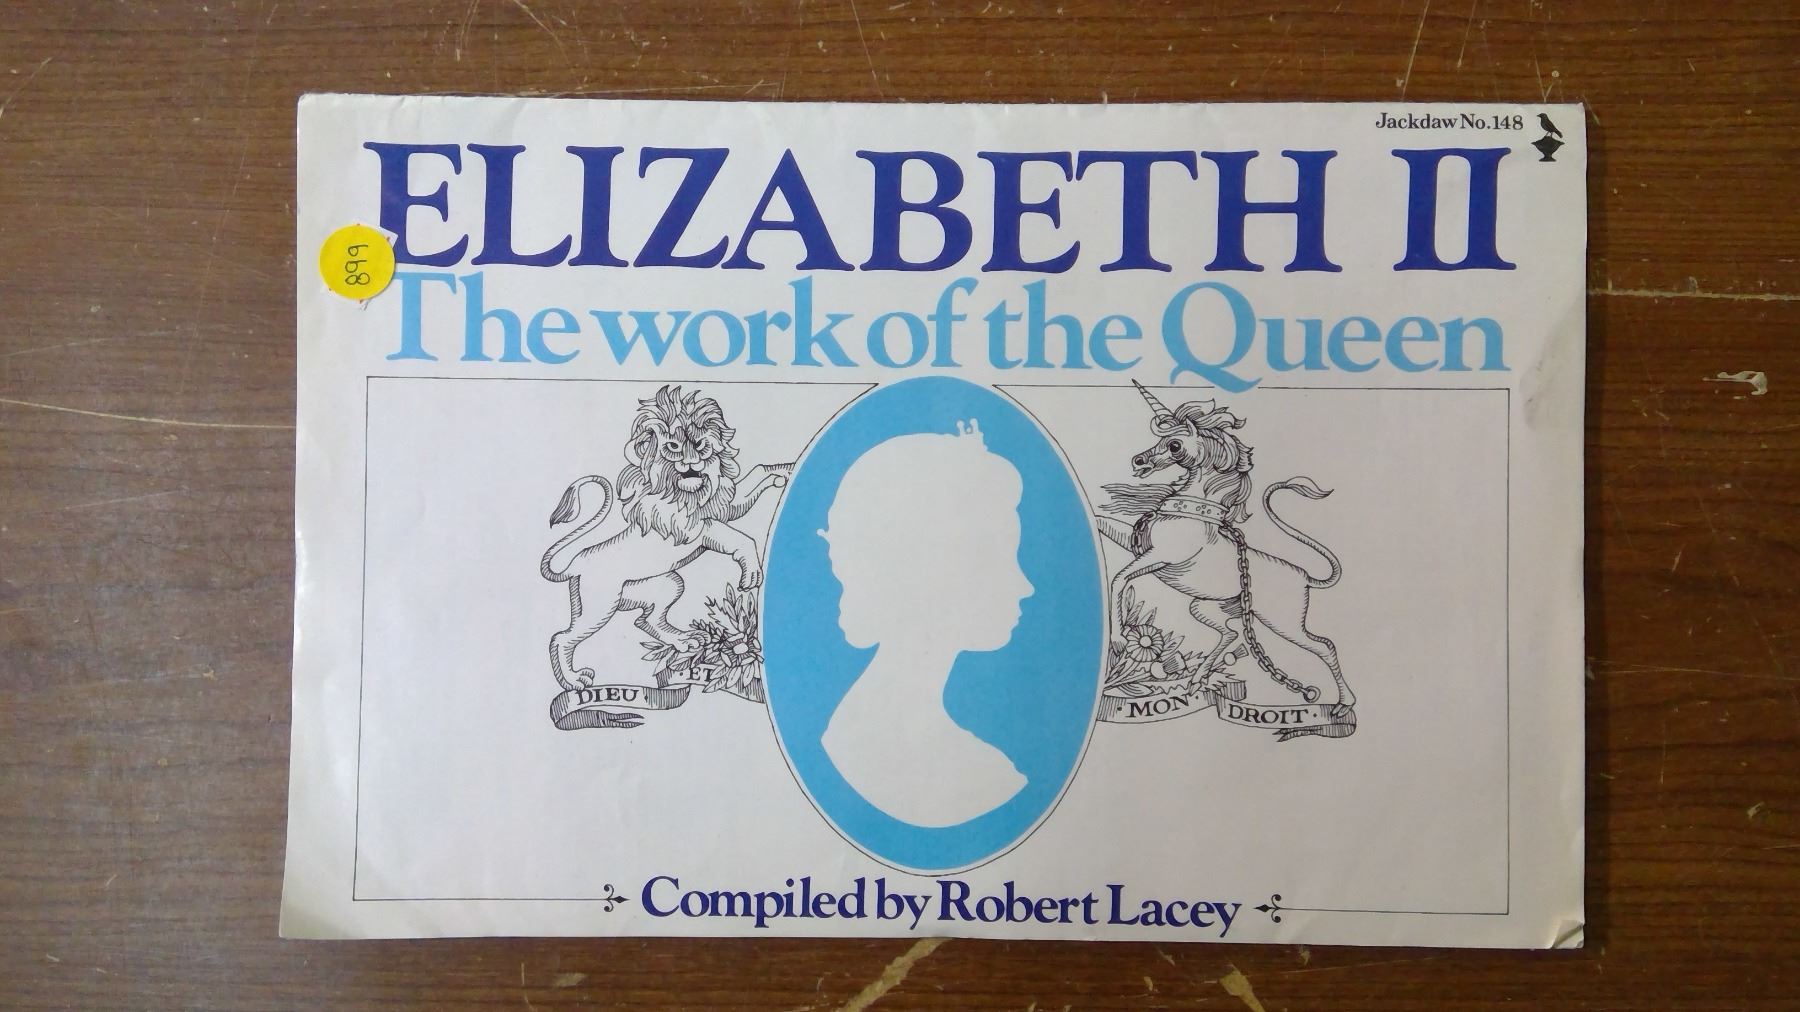 Jackdaw No.148
ELIZABETH II
899
The work of the Queen
DIEU · ET
· MON · DROIT ·
Compiled by Robert Lacey